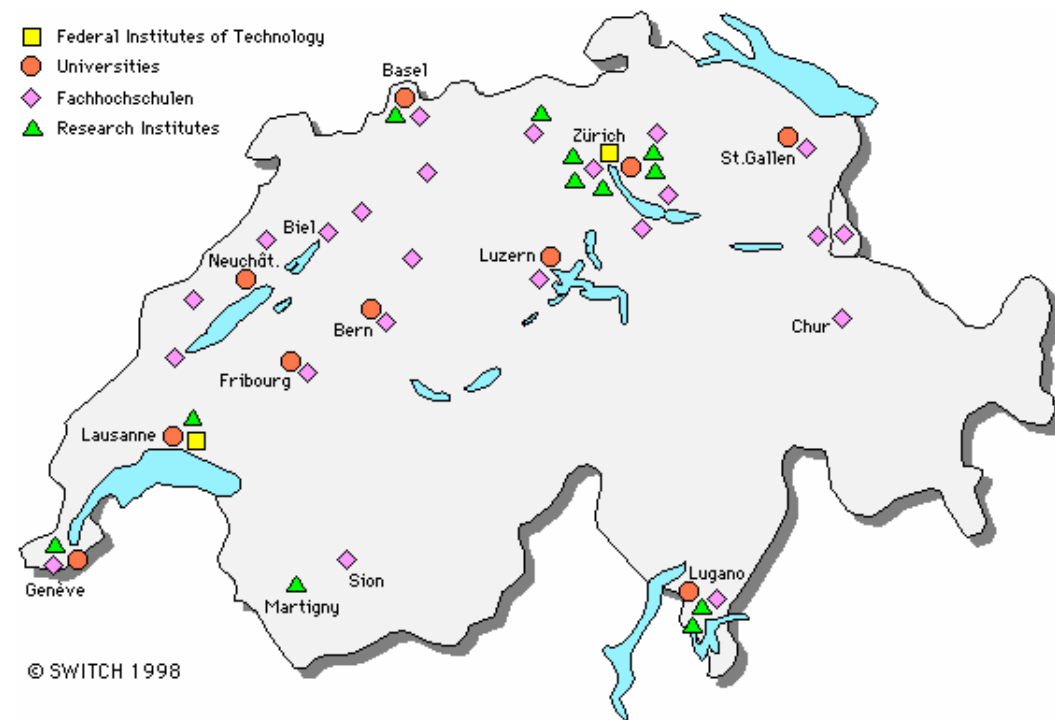 Federal Institutes of Technology
Universities
Fachhochschulen
Research Institutes
Basel
Zürich
St.Gallen
Biel
Neuchât.
Luzern
Bern
Chur
Fribourg
Lausanne
Genève
Sion
Martigny
Lugano
© SWITCH 1998